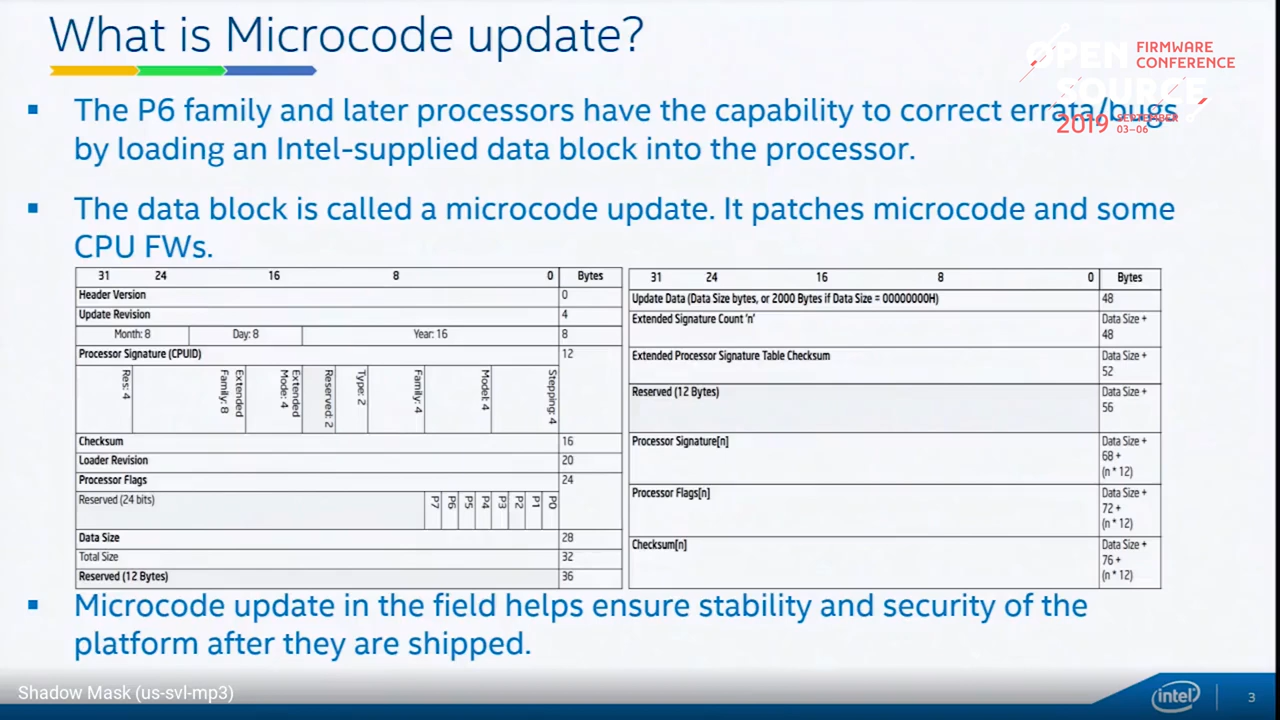 What is Microcode update?
OPEN SOURCE
FIRMWARE
CONFERENCE
2019
SEPTEMBER
03–06
▪ The P6 family and later processors have the capability to correct errata/bugs
by loading an Intel-supplied data block into the processor.
▪ The data block is called a microcode update. It patches microcode and some
CPU FWs.
31 24 16 8 0 Bytes
Header Version 0
Update Revision 4
Month: 8 Day: 8 Year: 16 8
Processor Signature (CPUID) 12
Res: 4 Extended Family: 8 Extended Mode: 4 Reserved: 2 Type: 2 Family: 4 Model: 4 Stepping: 4
Checksum 16
Loader Revision 20
Processor Flags 24
Reserved (24 bits) P7 P6 P5 P4 P3 P2 P1 P0
Data Size 28
Total Size 32
Reserved (12 Bytes) 36
31 24 16 8 0 Bytes
Update Data (Data Size bytes, or 2000 Bytes if Data Size = 00000000H) 48
Extended Signature Count 'n' Data Size +
48
Extended Processor Signature Table Checksum Data Size +
52
Reserved (12 Bytes) Data Size +
56
Processor Signature[n] Data Size +
68 +
(n * 12)
Processor Flags[n] Data Size +
72 +
(n * 12)
Checksum[n] Data Size +
76 +
(n * 12)
▪ Microcode update in the field helps ensure stability and security of the
platform after they are shipped.
Shadow Mask (us-svl-mp3)
intel
3